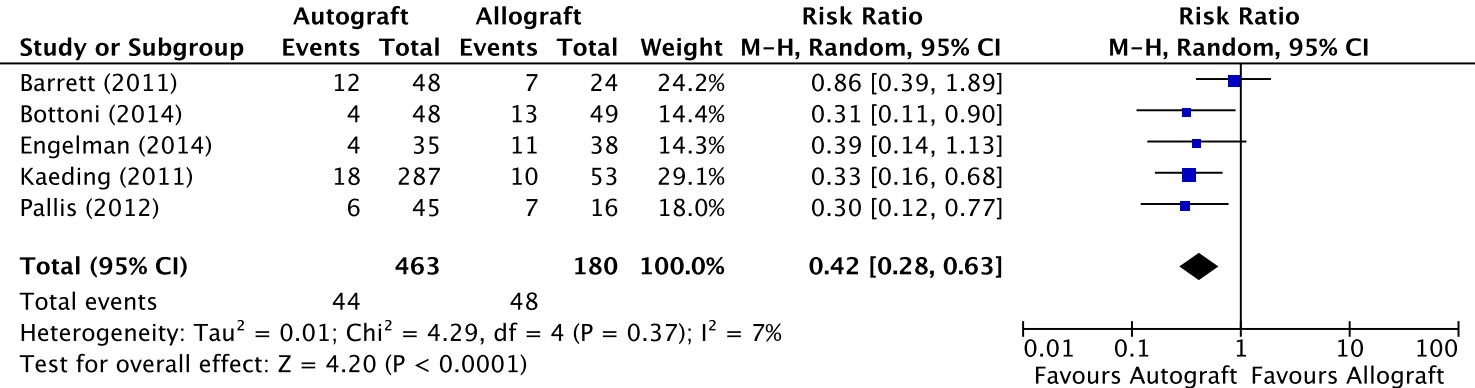 Autograft Allograft Risk Ratio Risk Ratio
Study or Subgroup Events Total Events Total Weight M-H, Random, 95% CI M-H, Random, 95% CI
Barrett (2011) 12 48 7 24 24.2% 0.86 [0.39, 1.89]
Bottoni (2014) 4 48 13 49 14.4% 0.31 [0.11, 0.90]
Engelman (2014) 4 35 11 38 14.3% 0.39 [0.14, 1.13]
Kaeding (2011) 18 287 10 53 29.1% 0.33 [0.16, 0.68]
Pallis (2012) 6 45 7 16 18.0% 0.30 [0.12, 0.77]
Total (95% CI) 463 180 100.0% 0.42 [0.28, 0.63]
Total events 44 48
Heterogeneity: Tau² = 0.01; Chi² = 4.29, df = 4 (P = 0.37); I² = 7%
Test for overall effect: Z = 4.20 (P < 0.0001)
0.01 0.1 1 10 100
Favours Autograft Favours Allograft